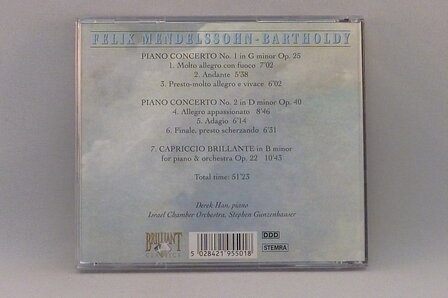 FELIX MENDELSSOHN-BARTHOLDY
PIANO CONCERTO No. 1 in G minor Op. 25
1. Molto allegro con fuoco 7'02
2. Andante 5'38
3. Presto-molto allegro e vivace 6'02
PIANO CONCERTO No. 2 in D minor Op. 40
4. Allegro appassionato 8'46
5. Adagio 6'14
6. Finale, presto scherzando 6'31
7. CAPRICCIO BRILLANTE in B minor
for piano & orchestra Op. 22 10'43
Total time: 51'23
Derek Han, piano
Israel Chamber Orchestra, Stephen Gunzenhauser
BRILLIANT
CLASSICS
5 028421 955018
DDD
STEMRA